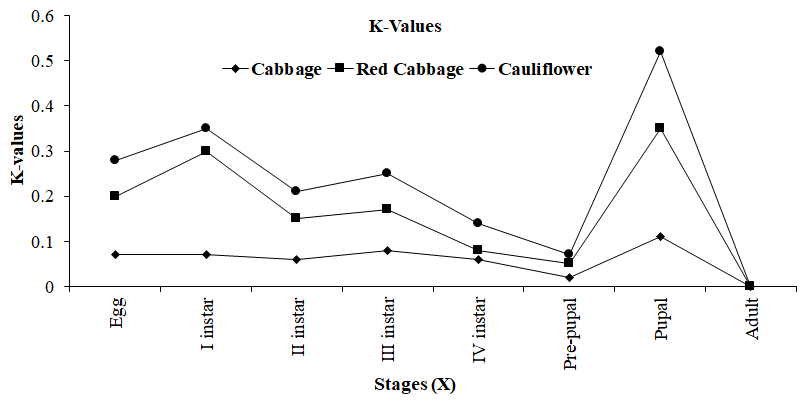 K-Values
Cabbage Red Cabbage Cauliflower
K-values
0.6
0.5
0.4
0.3
0.2
0.1
0
Egg
I instar
II instar
III instar
IV instar
Pre-pupal
Pupal
Adult
Stages (X)